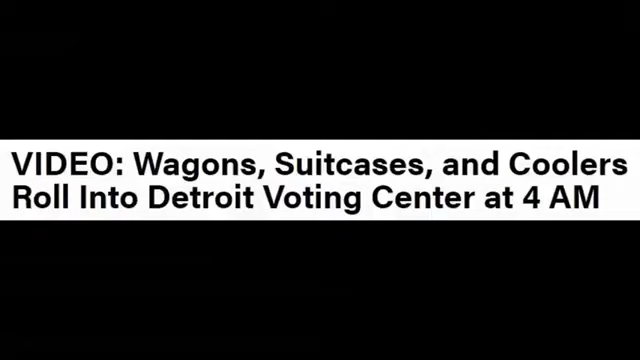 VIDEO: Wagons, Suitcases, and Coolers
Roll Into Detroit Voting Center at 4 AM